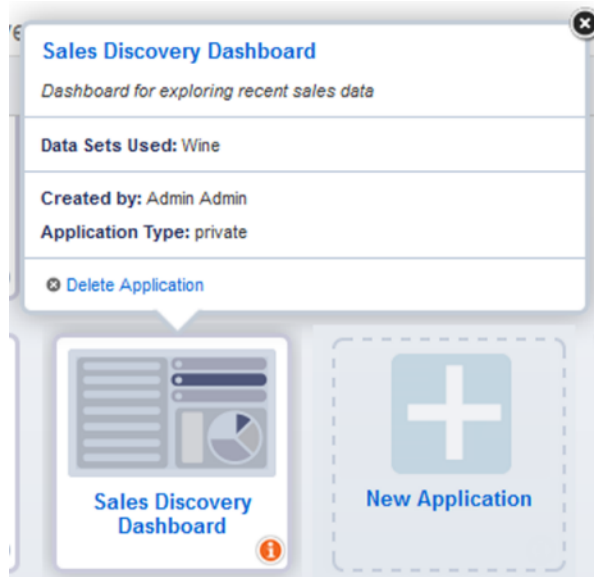 Sales Discovery Dashboard
Dashboard for exploring recent sales data
Data Sets Used: Wine
Created by: Admin Admin
Application Type: private
Delete Application
Sales Discovery
Dashboard
New Application